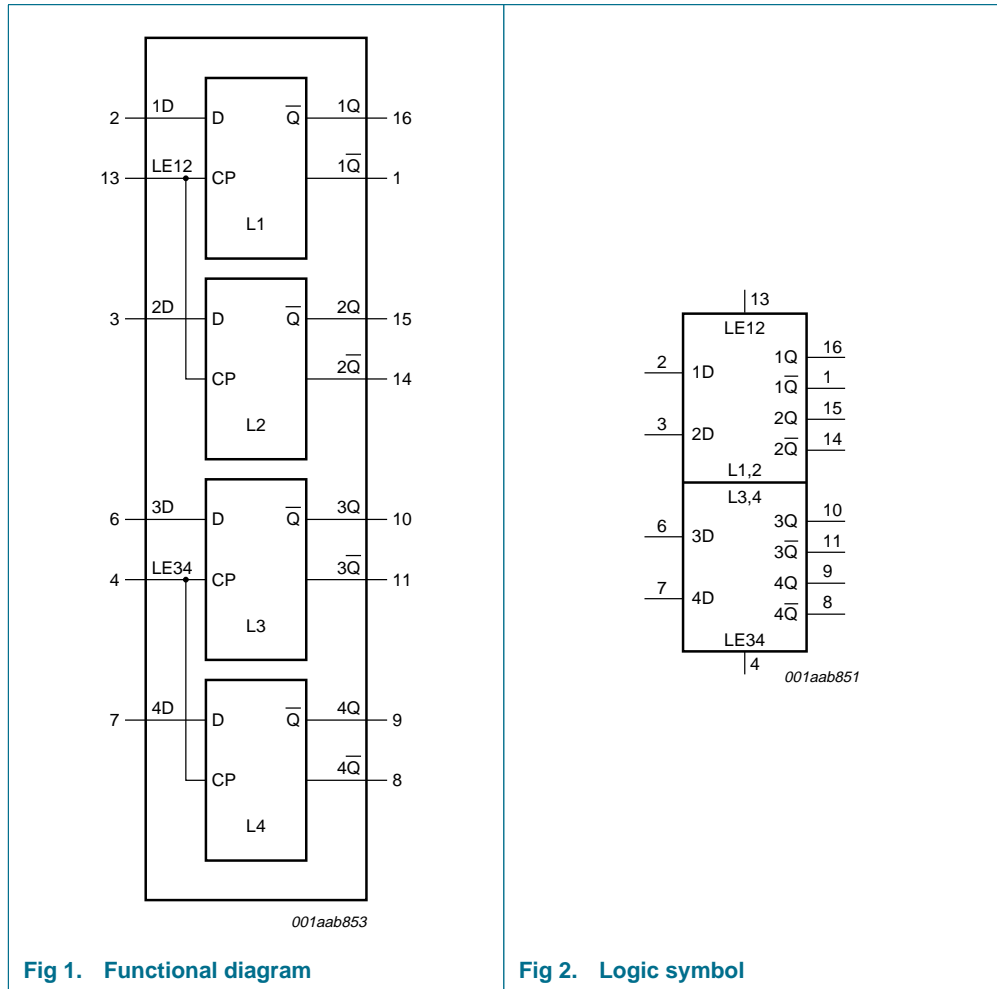 1D
1Q
2
D
Q̅
16
LE12
1Q̅
13
CP
1
L1
2D
2Q
3
D
Q̅
15
2Q̅
CP
14
L2
3D
3Q
6
D
Q̅
10
LE34
3Q̅
4
CP
11
L3
4D
4Q
7
D
Q̅
9
4Q̅
CP
8
L4
001aab853
Fig 1. Functional diagram
13
LE12
2
1D
3
2D
1Q
16
1Q̅
1
2Q
15
2Q̅
14
L1,2
L3,4
6
3D
7
4D
3Q
10
3Q̅
11
4Q
9
4Q̅
8
LE34
4
001aab851
Fig 2. Logic symbol